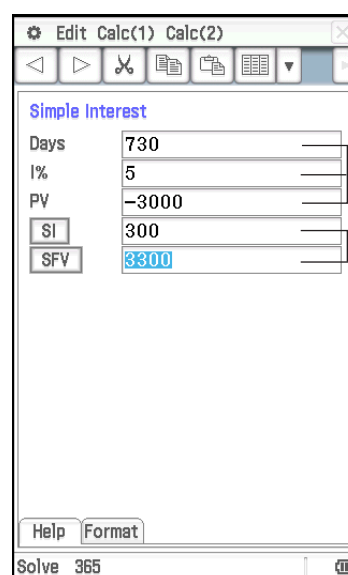 Edit Calc(1) Calc(2)
Simple Interest
Days 730
I% 5
PV −3000
SI 300
SFV 3300
Help Format
Solve 365